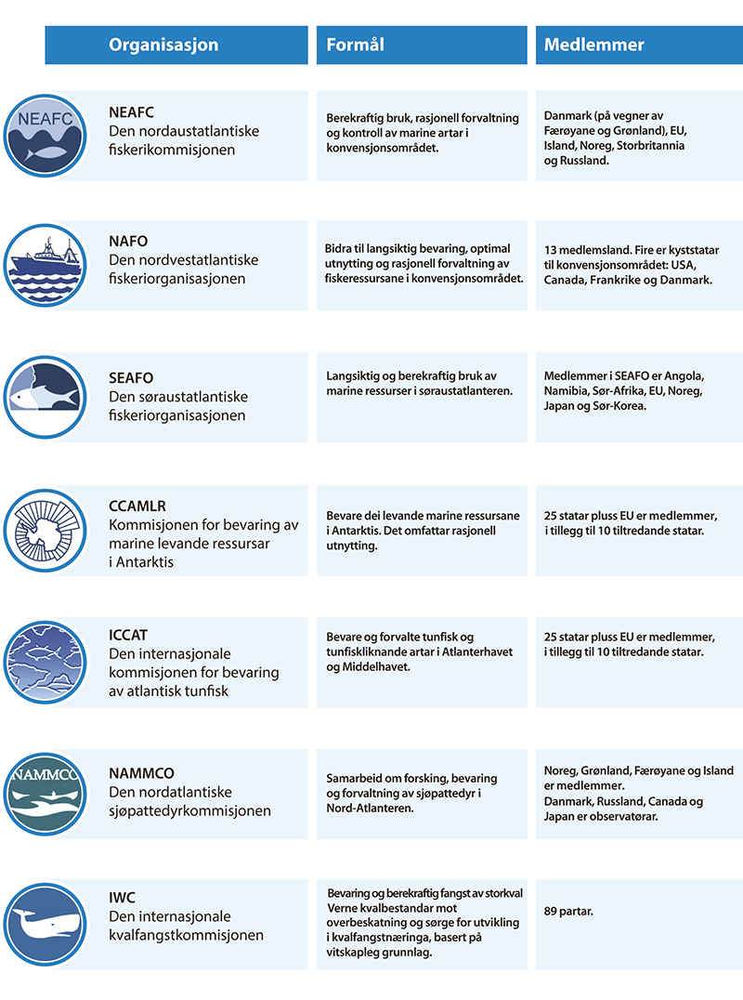 Organisasjon
Formål
Medlemmer
NEAFC
NEAFC
Den nordaustatlantiske
fiskerikommisjonen
Berekraftig bruk, rasjonell forvaltning
og kontroll av marine artar i
konvensjonsområdet.
Danmark (på vegner av
Færøyane og Grønland), EU,
Island, Noreg, Storbritannia
og Russland.
NAFO
Den nordvestatlantiske
fiskeriorganisasjonen
Bidra til langsiktig bevaring, optimal
utnytting og rasjonell forvaltning av
fiskeressursane i konvensjonsområdet.
13 medlemsland. Fire er kyststatar
til konvensjonsområdet: USA,
Canada, Frankrike og Danmark.
SEAFO
Den søraustatlantiske
fiskeriorganisasjonen
Langsiktig og berekraftig bruk av
marine ressurser i søraustatlanteren.
Medlemmer i SEAFO er Angola,
Namibia, Sør-Afrika, EU, Noreg,
Japan og Sør-Korea.
CCAMLR
Kommisjonen for bevaring av
marine levande ressursar
i Antarktis
Bevare dei levande marine ressursane
i Antarktis. Det omfattar rasjonell
utnytting.
25 statar pluss EU er medlemmer,
i tillegg til 10 tiltredande statar.
ICCAT
Den internasjonale
kommisjonen for bevaring
av atlantisk tunfisk
Bevare og forvalte tunfisk og
tunfiskliknande artar i Atlanterhavet
og Middelhavet.
25 statar pluss EU er medlemmer,
i tillegg til 10 tiltredande statar.
NAMMCO
NAMMCO
Den nordatlantiske
sjøpattedyrkommisjonen
Samarbeid om forsking, bevaring
og forvaltning av sjøpattedyr i
Nord-Atlanteren.
Noreg, Grønland, Færøyane og Island
er medlemmer.
Danmark, Russland, Canada og
Japan er observatørar.
IWC
Den internasjonale
kvalfangstkommisjonen
Bevaring og berekraftig fangst av storkval
Verne kvalbestandar mot
overbeskatning og sørge for utvikling
i kvalfangstnæringa, basert på
vitskapleg grunnlag.
89 partar.